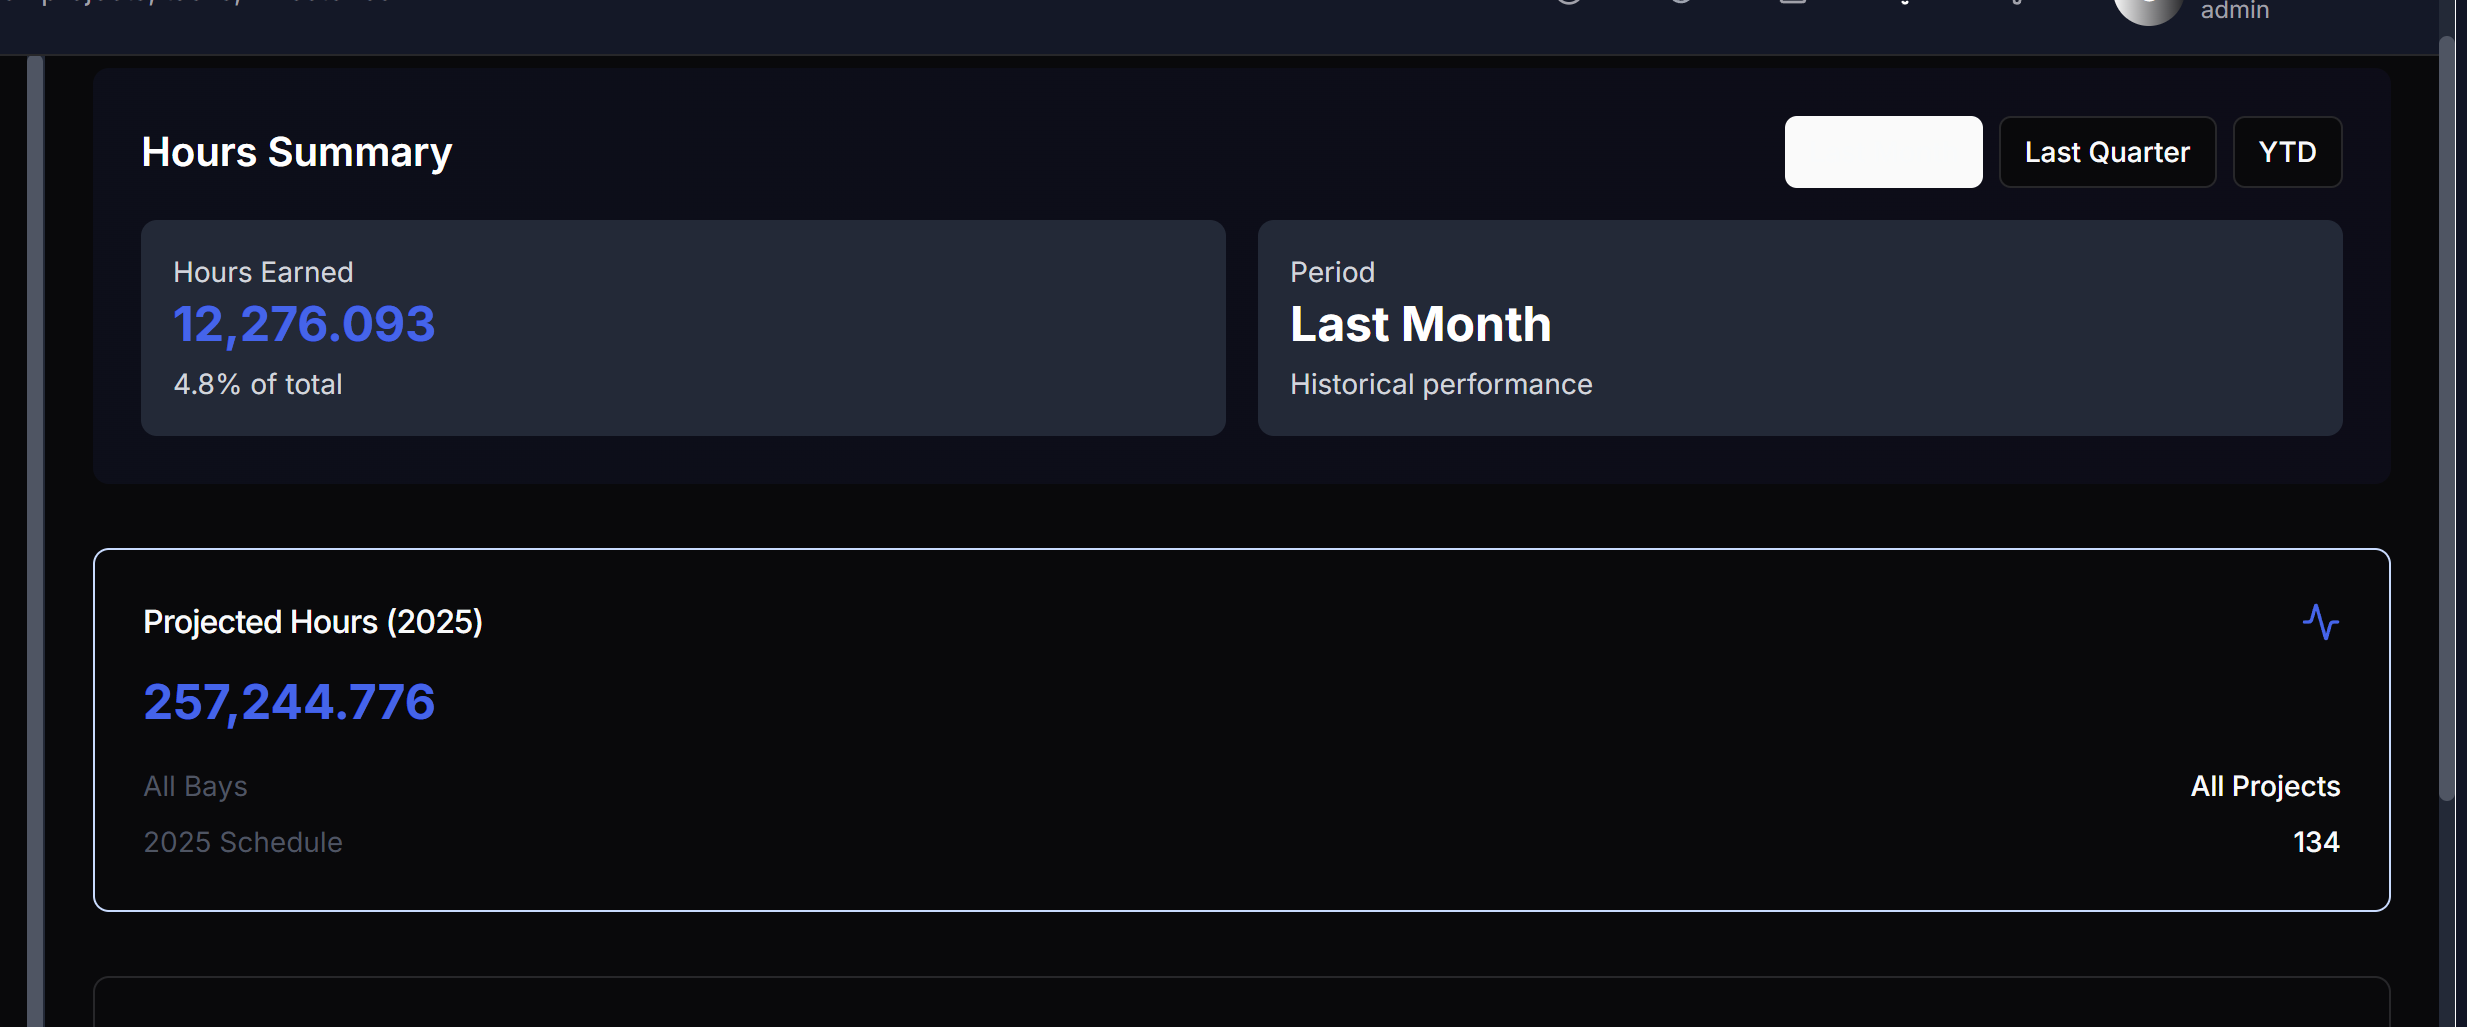 admin
Hours Summary
Last Quarter
YTD
Hours Earned
12,276.093
4.8% of total
Period
Last Month
Historical performance
Projected Hours (2025)
257,244.776
All Bays
All Projects
2025 Schedule
134